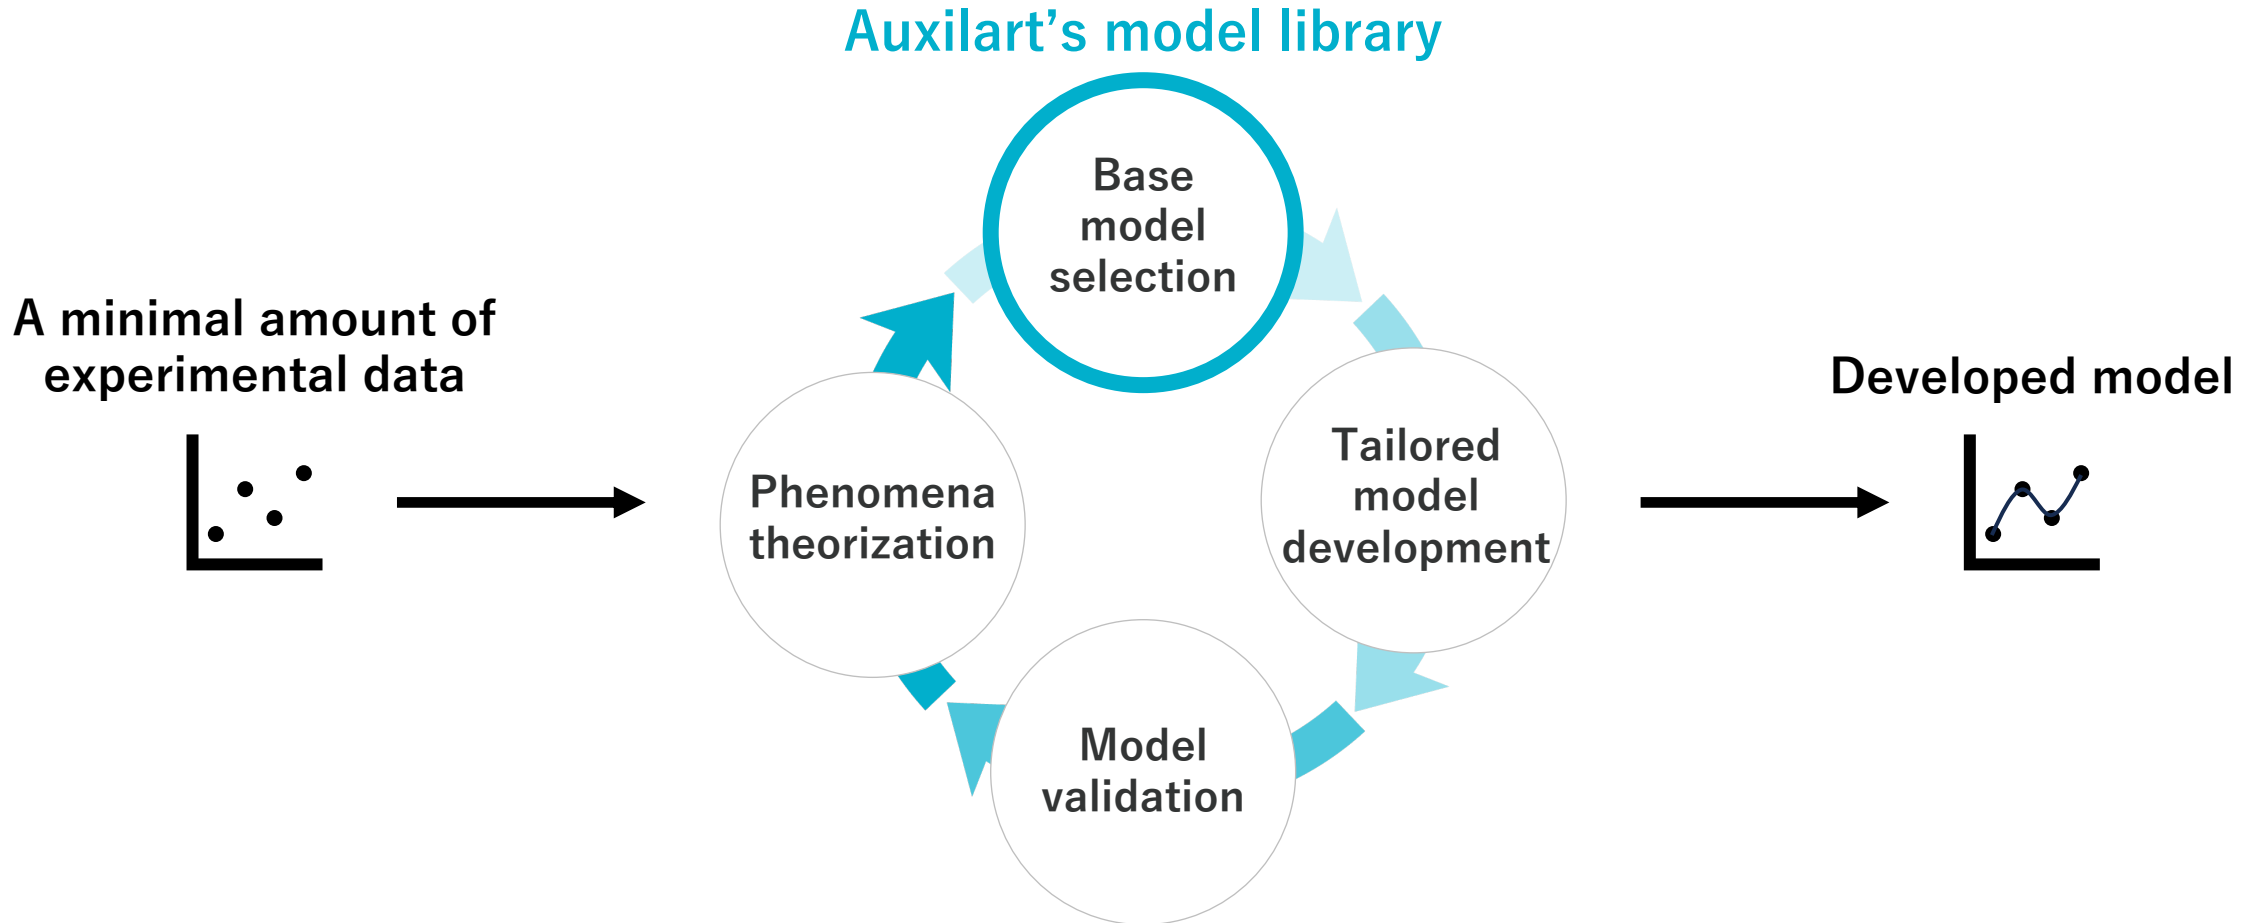 Auxilart’s model library
Base
model
selection
A minimal amount of
experimental data
Phenomena
theorization
Tailored
model
development
Model
validation
Developed model